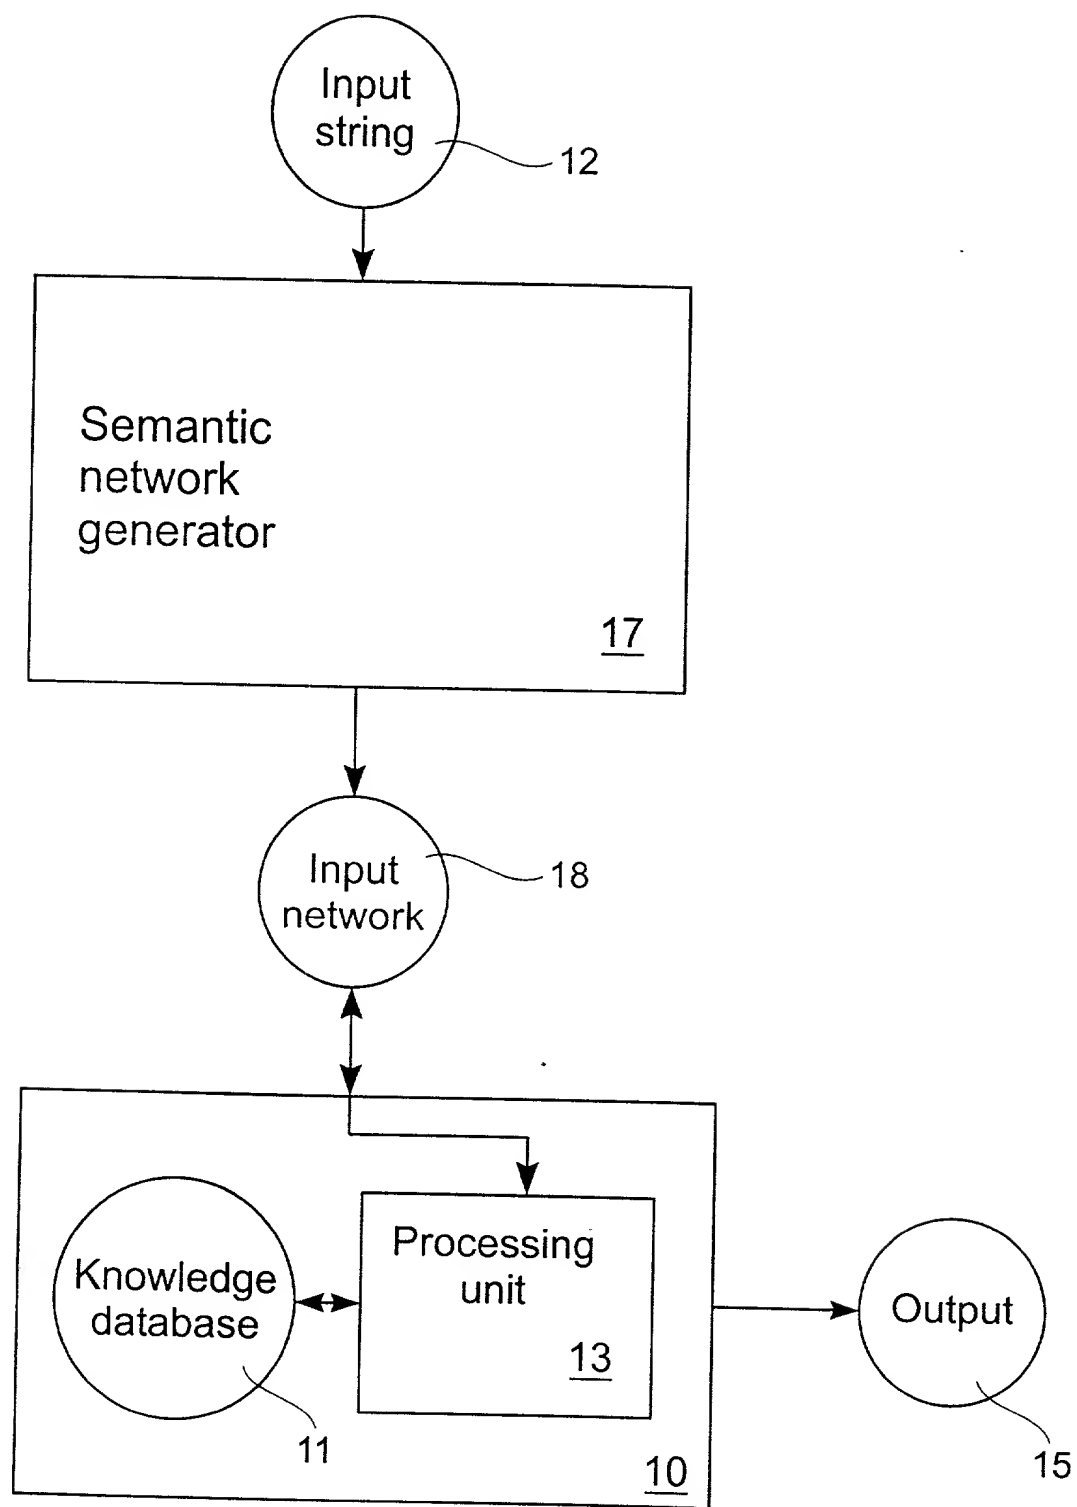 Input
string
12
Semantic
network
generator
17
Input
network
18
Processing
unit
13
Knowledge
database
11
10
Output
15